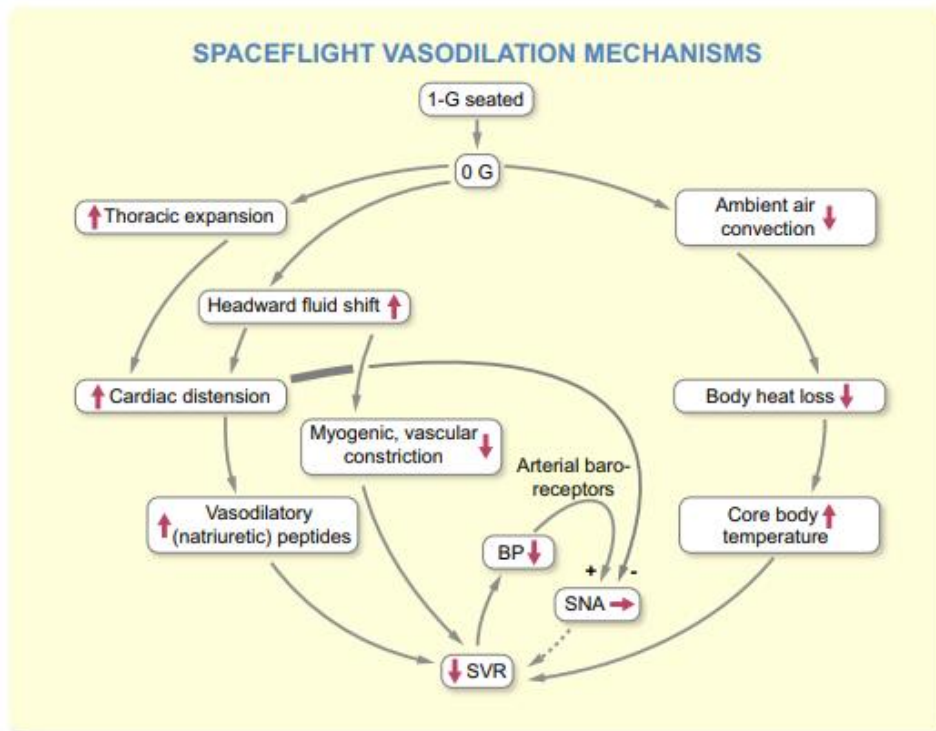 SPACEFLIGHT VASODILATION MECHANISMS
1-G seated
0 G
Thoracic expansion
Ambient air
convection
Headward fluid shift
Cardiac distension
Body heat loss
Myogenic, vascular
constriction
Arterial baro-
receptors
Vasodilatory
(natriuretic) peptides
Core body
temperature
BP
+ -
SNA
SVR